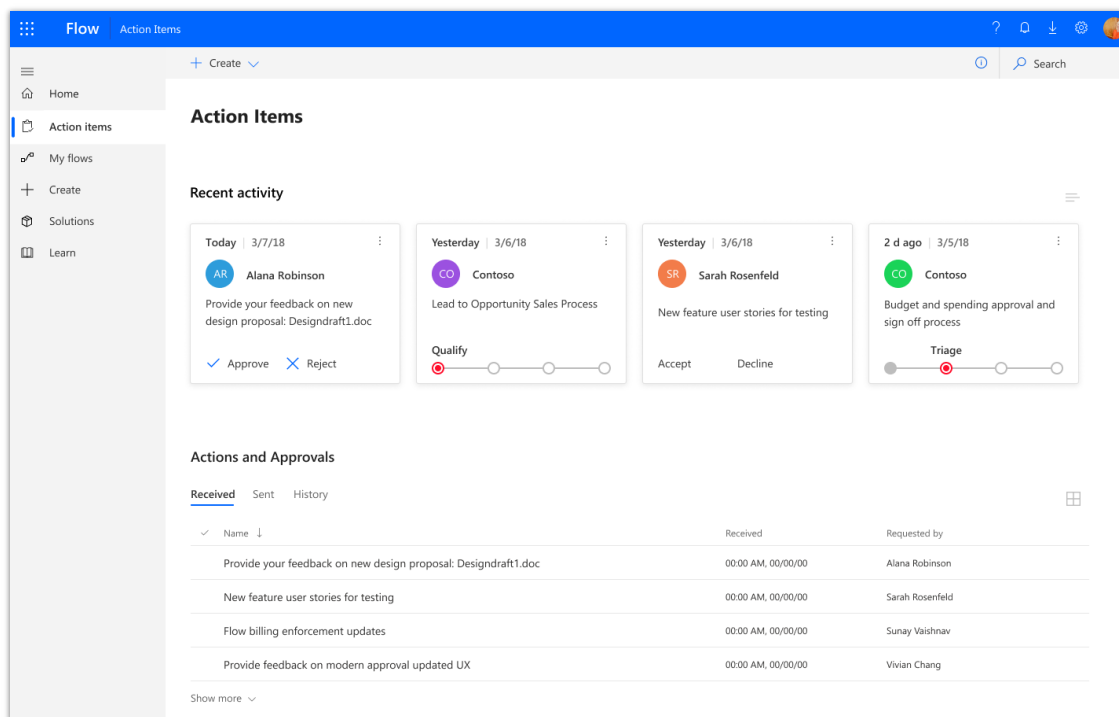 Flow Action Items
Create
Search
Home
Action items
My flows
Create
Solutions
Learn
Action Items
Recent activity
Today | 3/7/18
AR Alana Robinson
Provide your feedback on new
design proposal: Designdraft1.doc
Approve Reject
Yesterday | 3/6/18
CO Contoso
Lead to Opportunity Sales Process
Qualify
Yesterday | 3/6/18
SR Sarah Rosenfeld
New feature user stories for testing
Accept Decline
2 d ago | 3/5/18
CO Contoso
Budget and spending approval and
sign off process
Triage
Actions and Approvals
Received Sent History
Name Received Requested by
Provide your feedback on new design proposal: Designdraft1.doc 00:00 AM, 00/00/00 Alana Robinson
New feature user stories for testing 00:00 AM, 00/00/00 Sarah Rosenfeld
Flow billing enforcement updates 00:00 AM, 00/00/00 Sunay Vaishnav
Provide feedback on modern approval updated UX 00:00 AM, 00/00/00 Vivian Chang
Show more